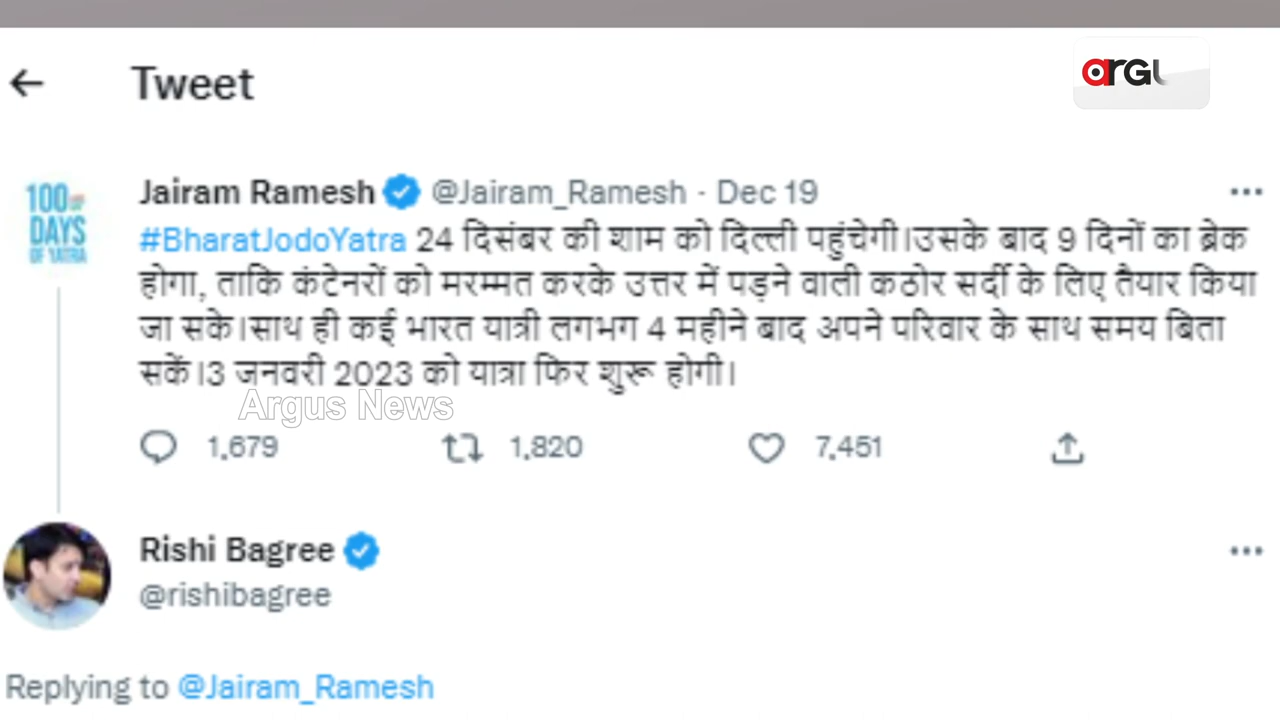 Tweet
arGu
100
DAYS
OF YATRA
Jairam Ramesh @Jairam_Ramesh · Dec 19
#BharatJodoYatra 24 दिसंबर की शाम को दिल्ली पहुंचेगी।उसके बाद 9 दिनों का ब्रेक
होगा, ताकि कंटेनरों को मरम्मत करके उत्तर में पड़ने वाली कठोर सर्दी के लिए तैयार किया
जा सके।साथ ही कई भारत यात्री लगभग 4 महीने बाद अपने परिवार के साथ समय बिता
सकें।3 जनवरी 2023 को यात्रा फिर शुरू होगी।
Argus News
1,679 1,820 7,451
Rishi Bagree
@rishibagree
Replying to @Jairam_Ramesh